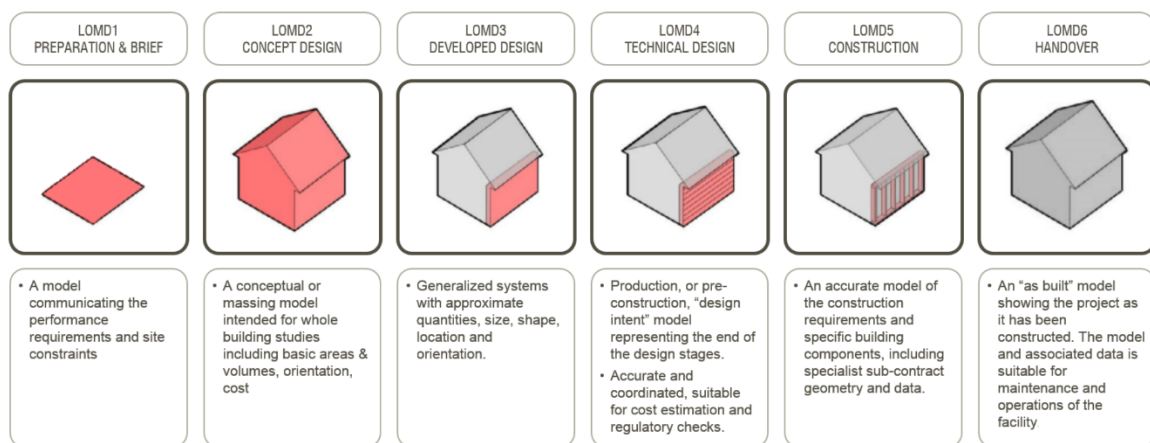 LOMD1
PREPARATION & BRIEF
LOMD2
CONCEPT DESIGN
LOMD3
DEVELOPED DESIGN
LOMD4
TECHNICAL DESIGN
LOMD5
CONSTRUCTION
LOMD6
HANDOVER
• A model
communicating the
performance
requirements and site
constraints
• A conceptual or
massing model
intended for whole
building studies
including basic areas &
volumes, orientation,
cost
• Generalized systems
with approximate
quantities, size, shape,
location and
orientation.
• Production, or pre-
construction, “design
intent” model
representing the end of
the design stages.
• Accurate and
coordinated, suitable
for cost estimation and
regulatory checks.
• An accurate model of
the construction
requirements and
specific building
components, including
specialist sub-contract
geometry and data.
• An “as built” model
showing the project as
it has been
constructed. The model
and associated data is
suitable for
maintenance and
operations of the
facility